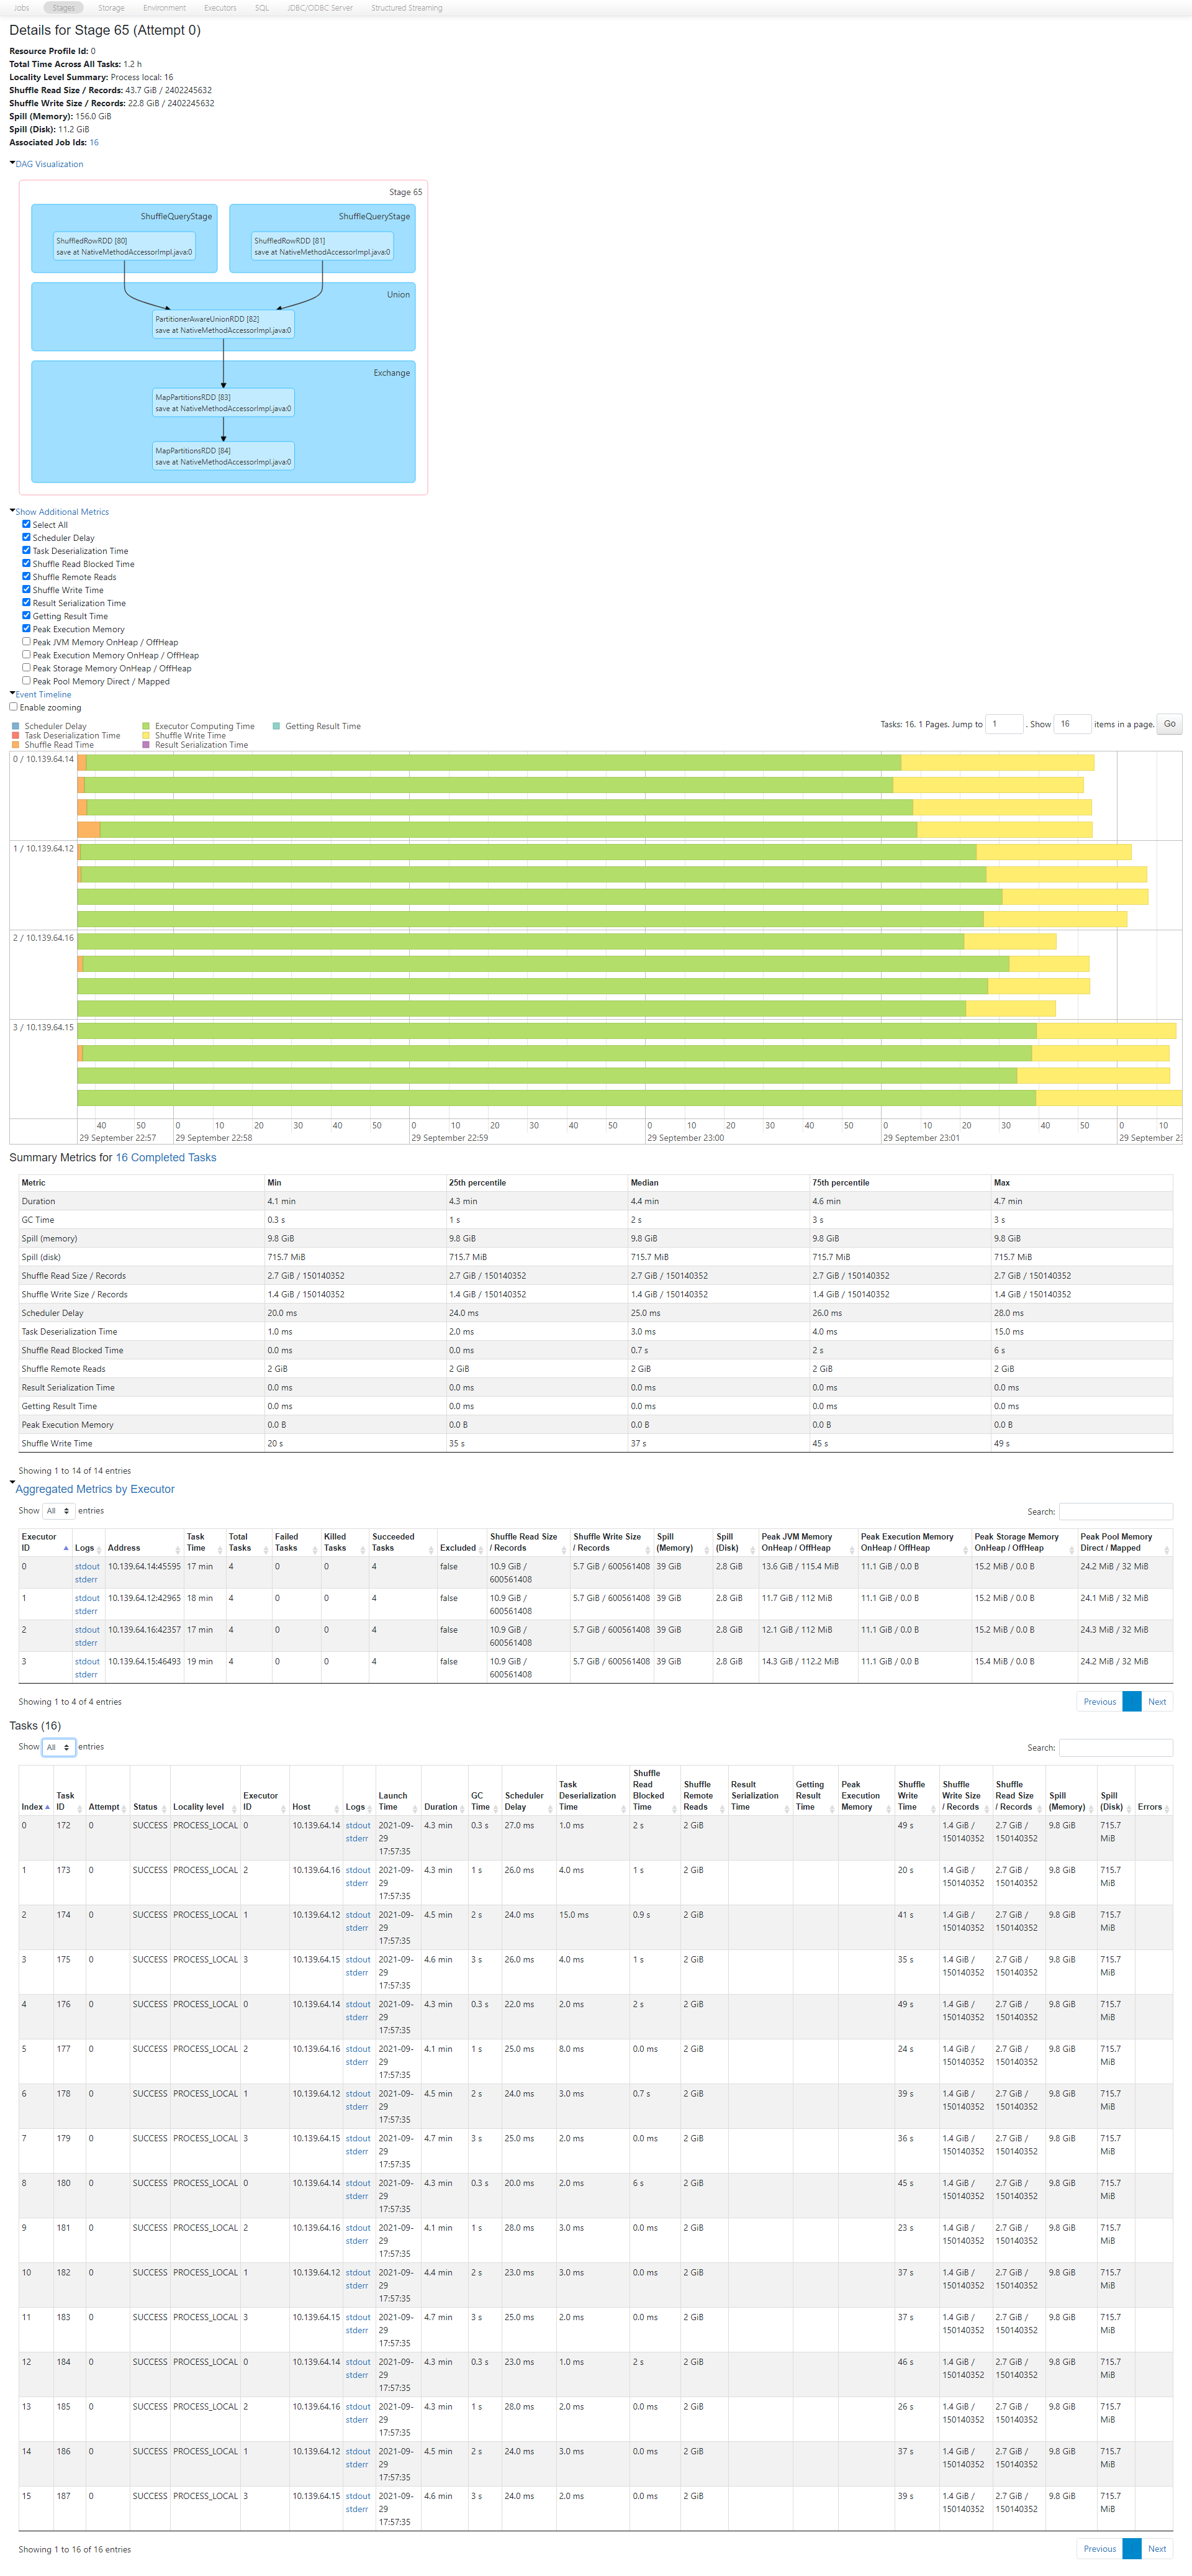 Jobs Stages Storage Environment Executors SQL JDBC/ODBC Server Structured Streaming
Details for Stage 65 (Attempt 0)
Resource Profile Id: 0
Total Time Across All Tasks: 1.2 h
Locality Level Summary: Process local: 16
Shuffle Read Size / Records: 43.7 GiB / 2402245632
Shuffle Write Size / Records: 22.8 GiB / 2402245632
Spill (Memory): 156.0 GiB
Spill (Disk): 11.2 GiB
Associated Job Ids: 16
DAG Visualization
Stage 65
ShuffleQueryStage ShuffleQueryStage
ShuffledRowRDD [80] ShuffledRowRDD [81]
save at NativeMethodAccessorImpl.java:0 save at NativeMethodAccessorImpl.java:0
Union
PartitionerAwareUnionRDD [82]
save at NativeMethodAccessorImpl.java:0
Exchange
MapPartitionsRDD [83]
save at NativeMethodAccessorImpl.java:0
MapPartitionsRDD [84]
save at NativeMethodAccessorImpl.java:0
Show Additional Metrics
Select All
Scheduler Delay
Task Deserialization Time
Shuffle Read Blocked Time
Shuffle Remote Reads
Shuffle Write Time
Result Serialization Time
Getting Result Time
Peak Execution Memory
Peak JVM Memory OnHeap / OffHeap
Peak Execution Memory OnHeap / OffHeap
Peak Storage Memory OnHeap / OffHeap
Peak Pool Memory Direct / Mapped
Event Timeline
Enable zooming
Tasks: 16. 1 Pages. Jump to 1 . Show 16 items in a page. Go
Scheduler Delay Executor Computing Time Getting Result Time
Task Deserialization Time Shuffle Write Time
Shuffle Read Time Result Serialization Time
0 / 10.139.64.14
1 / 10.139.64.12
2 / 10.139.64.16
3 / 10.139.64.15
40 50 0 10 20 30 40 50 0 10 20 30 40 50 0 10 20 30 40 50 0 10 20 30 40 50 0 10
29 September 22:57 29 September 22:58 29 September 22:59 29 September 23:00 29 September 23:01 29 September 23:
Summary Metrics for 16 Completed Tasks
Metric Min 25th percentile Median 75th percentile Max
Duration 4.1 min 4.3 min 4.4 min 4.6 min 4.7 min
GC Time 0.3 s 1 s 2 s 3 s 3 s
Spill (memory) 9.8 GiB 9.8 GiB 9.8 GiB 9.8 GiB 9.8 GiB
Spill (disk) 715.7 MiB 715.7 MiB 715.7 MiB 715.7 MiB 715.7 MiB
Shuffle Read Size / Records 2.7 GiB / 150140352 2.7 GiB / 150140352 2.7 GiB / 150140352 2.7 GiB / 150140352 2.7 GiB / 150140352
Shuffle Write Size / Records 1.4 GiB / 150140352 1.4 GiB / 150140352 1.4 GiB / 150140352 1.4 GiB / 150140352 1.4 GiB / 150140352
Scheduler Delay 20.0 ms 24.0 ms 25.0 ms 26.0 ms 28.0 ms
Task Deserialization Time 1.0 ms 2.0 ms 3.0 ms 4.0 ms 15.0 ms
Shuffle Read Blocked Time 0.0 ms 0.0 ms 0.7 s 2 s 6 s
Shuffle Remote Reads 2 GiB 2 GiB 2 GiB 2 GiB 2 GiB
Result Serialization Time 0.0 ms 0.0 ms 0.0 ms 0.0 ms 0.0 ms
Getting Result Time 0.0 ms 0.0 ms 0.0 ms 0.0 ms 0.0 ms
Peak Execution Memory 0.0 B 0.0 B 0.0 B 0.0 B 0.0 B
Shuffle Write Time 20 s 35 s 37 s 45 s 49 s
Showing 1 to 14 of 14 entries
Aggregated Metrics by Executor
Show All entries Search:
Executor ID Logs Address Task Time Total Tasks Failed Tasks Killed Tasks Succeeded Tasks Excluded Shuffle Read Size / Records Shuffle Write Size / Records Spill (Memory) Spill (Disk) Peak JVM Memory OnHeap / OffHeap Peak Execution Memory OnHeap / OffHeap Peak Storage Memory OnHeap / OffHeap Peak Pool Memory Direct / Mapped
0 stdout stderr 10.139.64.14:45595 17 min 4 0 0 4 false 10.9 GiB / 600561408 5.7 GiB / 600561408 39 GiB 2.8 GiB 13.6 GiB / 115.4 MiB 11.1 GiB / 0.0 B 15.2 MiB / 0.0 B 24.2 MiB / 32 MiB
1 stdout stderr 10.139.64.12:42965 18 min 4 0 0 4 false 10.9 GiB / 600561408 5.7 GiB / 600561408 39 GiB 2.8 GiB 11.7 GiB / 112 MiB 11.1 GiB / 0.0 B 15.2 MiB / 0.0 B 24.1 MiB / 32 MiB
2 stdout stderr 10.139.64.16:42357 17 min 4 0 0 4 false 10.9 GiB / 600561408 5.7 GiB / 600561408 39 GiB 2.8 GiB 12.1 GiB / 112 MiB 11.1 GiB / 0.0 B 15.2 MiB / 0.0 B 24.3 MiB / 32 MiB
3 stdout stderr 10.139.64.15:46493 19 min 4 0 0 4 false 10.9 GiB / 600561408 5.7 GiB / 600561408 39 GiB 2.8 GiB 14.3 GiB / 112.2 MiB 11.1 GiB / 0.0 B 15.4 MiB / 0.0 B 24.2 MiB / 32 MiB
Showing 1 to 4 of 4 entries Previous Next
Tasks (16)
Show All entries Search:
Index Task ID Attempt Status Locality level Executor ID Host Logs Launch Time Duration GC Time Scheduler Delay Task Deserialization Time Shuffle Read Blocked Time Shuffle Remote Reads Result Serialization Time Getting Result Time Peak Execution Memory Shuffle Write Time Shuffle Write Size / Records Shuffle Read Size / Records Spill (Memory) Spill (Disk) Errors
0 172 0 SUCCESS PROCESS_LOCAL 0 10.139.64.14 stdout stderr 2021-09-29 17:57:35 4.3 min 0.3 s 27.0 ms 1.0 ms 2 s 2 GiB 49 s 1.4 GiB / 150140352 2.7 GiB / 150140352 9.8 GiB 715.7 MiB
1 173 0 SUCCESS PROCESS_LOCAL 2 10.139.64.16 stdout stderr 2021-09-29 17:57:35 4.3 min 1 s 26.0 ms 4.0 ms 1 s 2 GiB 20 s 1.4 GiB / 150140352 2.7 GiB / 150140352 9.8 GiB 715.7 MiB
2 174 0 SUCCESS PROCESS_LOCAL 1 10.139.64.12 stdout stderr 2021-09-29 17:57:35 4.5 min 2 s 24.0 ms 15.0 ms 0.9 s 2 GiB 41 s 1.4 GiB / 150140352 2.7 GiB / 150140352 9.8 GiB 715.7 MiB
3 175 0 SUCCESS PROCESS_LOCAL 3 10.139.64.15 stdout stderr 2021-09-29 17:57:35 4.6 min 3 s 26.0 ms 4.0 ms 1 s 2 GiB 35 s 1.4 GiB / 150140352 2.7 GiB / 150140352 9.8 GiB 715.7 MiB
4 176 0 SUCCESS PROCESS_LOCAL 0 10.139.64.14 stdout stderr 2021-09-29 17:57:35 4.3 min 0.3 s 22.0 ms 2.0 ms 2 s 2 GiB 49 s 1.4 GiB / 150140352 2.7 GiB / 150140352 9.8 GiB 715.7 MiB
5 177 0 SUCCESS PROCESS_LOCAL 2 10.139.64.16 stdout stderr 2021-09-29 17:57:35 4.1 min 1 s 25.0 ms 8.0 ms 0.0 ms 2 GiB 24 s 1.4 GiB / 150140352 2.7 GiB / 150140352 9.8 GiB 715.7 MiB
6 178 0 SUCCESS PROCESS_LOCAL 1 10.139.64.12 stdout stderr 2021-09-29 17:57:35 4.5 min 2 s 24.0 ms 3.0 ms 0.7 s 2 GiB 39 s 1.4 GiB / 150140352 2.7 GiB / 150140352 9.8 GiB 715.7 MiB
7 179 0 SUCCESS PROCESS_LOCAL 3 10.139.64.15 stdout stderr 2021-09-29 17:57:35 4.7 min 3 s 25.0 ms 2.0 ms 0.0 ms 2 GiB 36 s 1.4 GiB / 150140352 2.7 GiB / 150140352 9.8 GiB 715.7 MiB
8 180 0 SUCCESS PROCESS_LOCAL 0 10.139.64.14 stdout stderr 2021-09-29 17:57:35 4.3 min 0.3 s 20.0 ms 2.0 ms 6 s 2 GiB 45 s 1.4 GiB / 150140352 2.7 GiB / 150140352 9.8 GiB 715.7 MiB
9 181 0 SUCCESS PROCESS_LOCAL 2 10.139.64.16 stdout stderr 2021-09-29 17:57:35 4.1 min 1 s 28.0 ms 3.0 ms 0.0 ms 2 GiB 23 s 1.4 GiB / 150140352 2.7 GiB / 150140352 9.8 GiB 715.7 MiB
10 182 0 SUCCESS PROCESS_LOCAL 1 10.139.64.12 stdout stderr 2021-09-29 17:57:35 4.4 min 2 s 23.0 ms 3.0 ms 0.0 ms 2 GiB 37 s 1.4 GiB / 150140352 2.7 GiB / 150140352 9.8 GiB 715.7 MiB
11 183 0 SUCCESS PROCESS_LOCAL 3 10.139.64.15 stdout stderr 2021-09-29 17:57:35 4.7 min 3 s 25.0 ms 2.0 ms 0.0 ms 2 GiB 37 s 1.4 GiB / 150140352 2.7 GiB / 150140352 9.8 GiB 715.7 MiB
12 184 0 SUCCESS PROCESS_LOCAL 0 10.139.64.14 stdout stderr 2021-09-29 17:57:35 4.3 min 0.3 s 23.0 ms 1.0 ms 2 s 2 GiB 46 s 1.4 GiB / 150140352 2.7 GiB / 150140352 9.8 GiB 715.7 MiB
13 185 0 SUCCESS PROCESS_LOCAL 2 10.139.64.16 stdout stderr 2021-09-29 17:57:35 4.3 min 1 s 28.0 ms 2.0 ms 0.0 ms 2 GiB 26 s 1.4 GiB / 150140352 2.7 GiB / 150140352 9.8 GiB 715.7 MiB
14 186 0 SUCCESS PROCESS_LOCAL 1 10.139.64.12 stdout stderr 2021-09-29 17:57:35 4.5 min 2 s 24.0 ms 3.0 ms 0.0 ms 2 GiB 37 s 1.4 GiB / 150140352 2.7 GiB / 150140352 9.8 GiB 715.7 MiB
15 187 0 SUCCESS PROCESS_LOCAL 3 10.139.64.15 stdout stderr 2021-09-29 17:57:35 4.6 min 3 s 24.0 ms 2.0 ms 0.0 ms 2 GiB 39 s 1.4 GiB / 150140352 2.7 GiB / 150140352 9.8 GiB 715.7 MiB
Showing 1 to 16 of 16 entries Previous Next